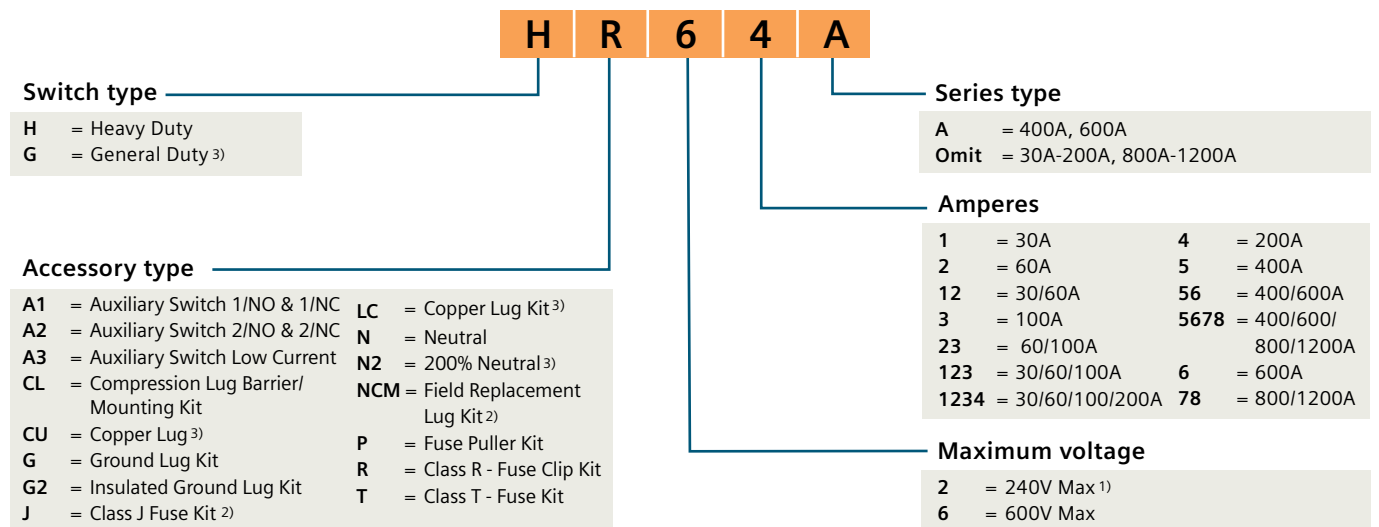 H R 6 4 A
Switch type
H = Heavy Duty
G = General Duty 3)
Accessory type
A1 = Auxiliary Switch 1/NO & 1/NC
A2 = Auxiliary Switch 2/NO & 2/NC
A3 = Auxiliary Switch Low Current
CL = Compression Lug Barrier/
Mounting Kit
CU = Copper Lug 3)
G = Ground Lug Kit
G2 = Insulated Ground Lug Kit
J = Class J Fuse Kit 2)
LC = Copper Lug Kit 3)
N = Neutral
N2 = 200% Neutral 3)
NCM = Field Replacement
Lug Kit 2)
P = Fuse Puller Kit
R = Class R - Fuse Clip Kit
T = Class T - Fuse Kit
Series type
A = 400A, 600A
Omit = 30A-200A, 800A-1200A
Amperes
1 = 30A
2 = 60A
12 = 30/60A
3 = 100A
23 = 60/100A
123 = 30/60/100A
1234 = 30/60/100/200A
4 = 200A
5 = 400A
56 = 400/600A
5678 = 400/600/
800/1200A
6 = 600A
78 = 800/1200A
Maximum voltage
2 = 240V Max 1)
6 = 600V Max